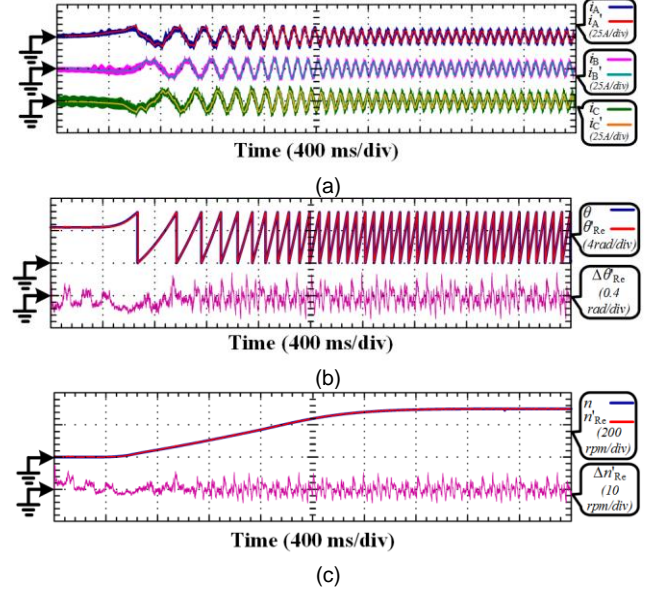 i_A
i_A'
(25A/div)
i_B
i_B'
(25A/div)
i_C
i_C'
(25A/div)
Time (400 ms/div)
(a)
θ
θ'_Re
(4rad/div)
Δθ'_Re
(0.4
rad/div)
Time (400 ms/div)
(b)
n
n'_Re
(200
rpm/div)
Δn'_Re
(10
rpm/div)
Time (400 ms/div)
(c)